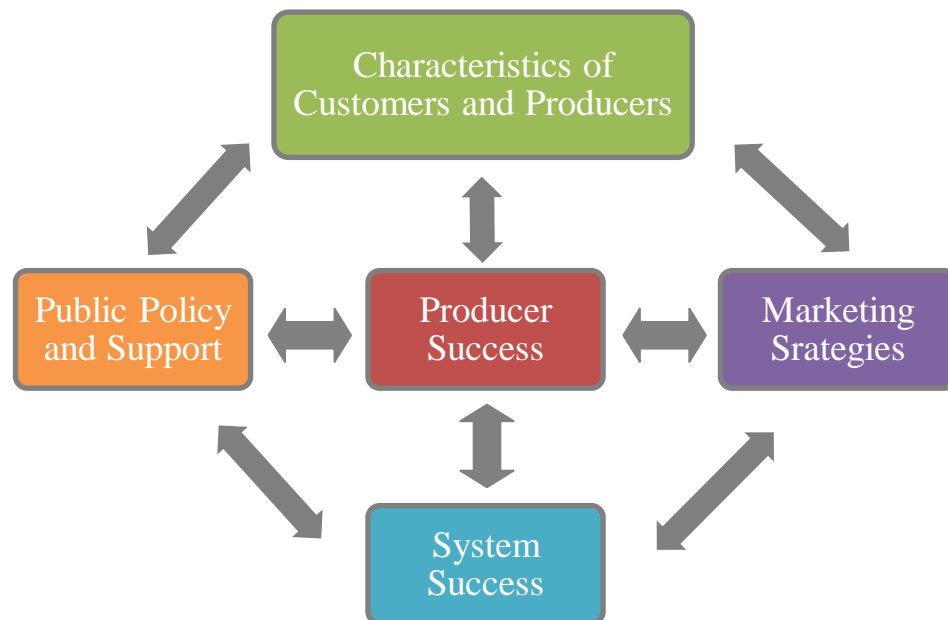 Characteristics of
Customers and Producers
Public Policy
and Support
Producer
Success
Marketing
Srategies
System
Success